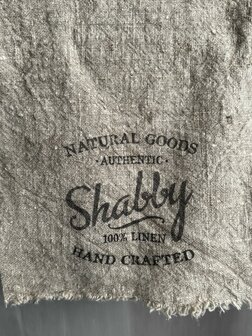 NATURAL GOODS
· AUTHENTIC ·
Shabby
100% LINEN
HAND CRAFTED